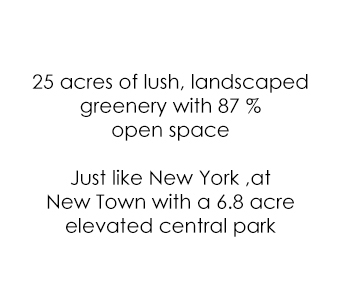 25 acres of lush, landscaped
greenery with 87 %
open space
Just like New York ,at
New Town with a 6.8 acre
elevated central park